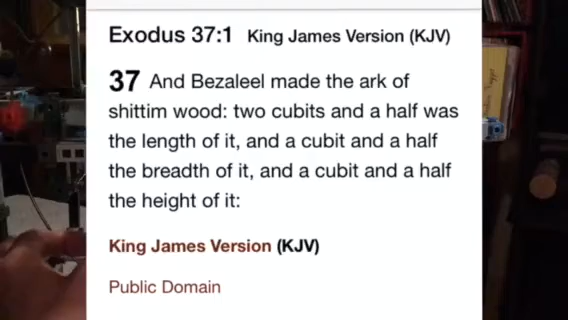 Exodus 37:1 King James Version (KJV)
37 And Bezaleel made the ark of
shittim wood: two cubits and a half was
the length of it, and a cubit and a half
the breadth of it, and a cubit and a half
the height of it:
King James Version (KJV)
Public Domain